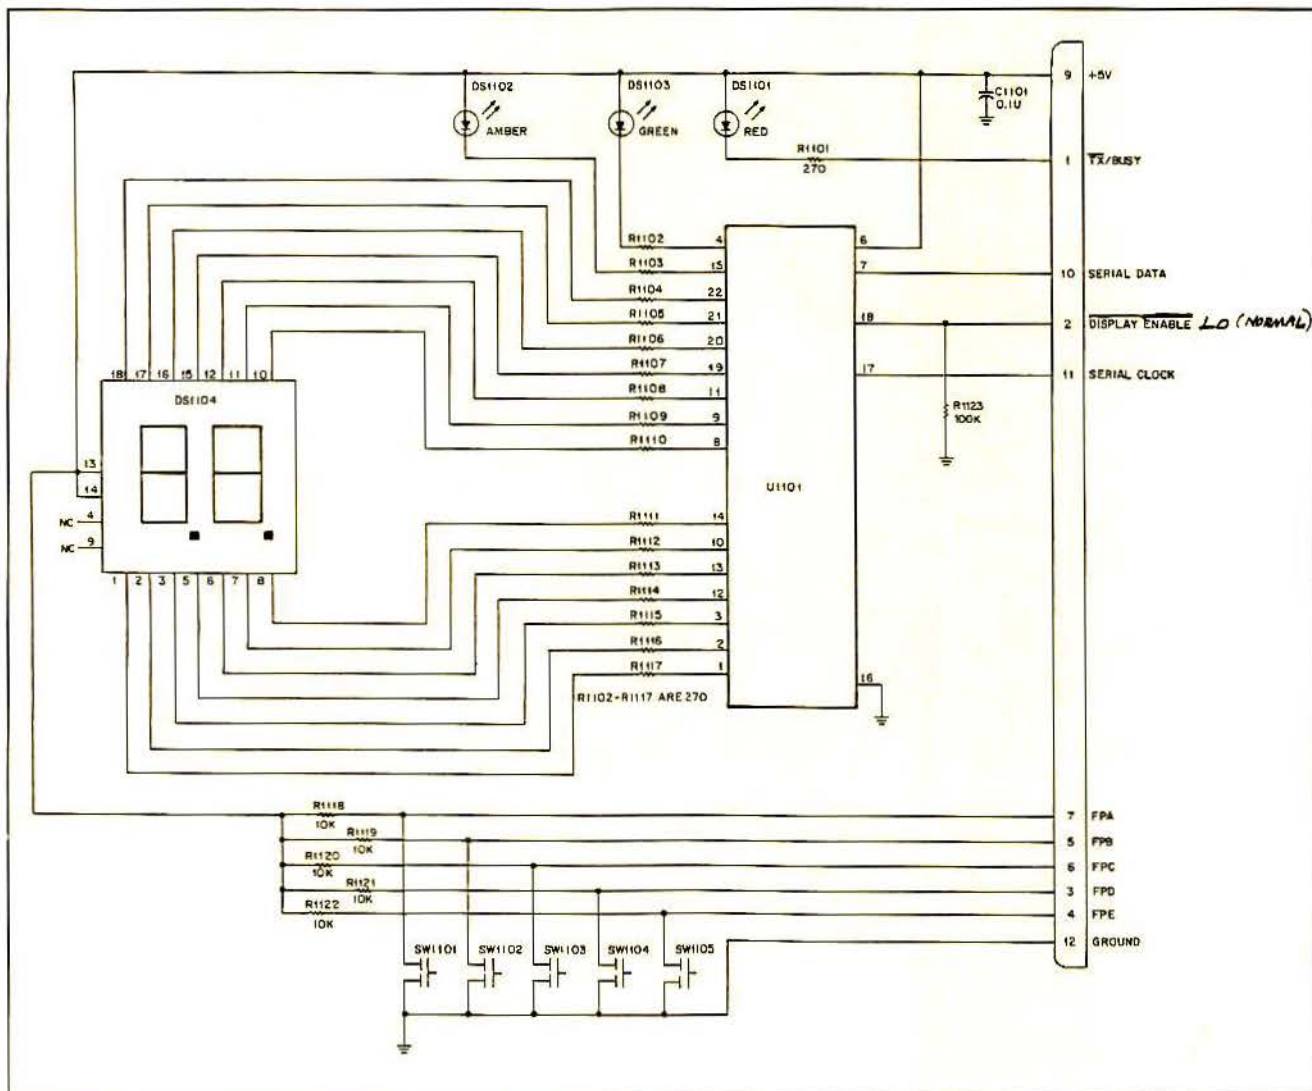 9 +5V
DS1102
DS1103
DS1101
C1101
0.1U
AMBER
GREEN
RED
R1101
270
1 TX/BUSY
R1102 4
6
R1103 15
7
10 SERIAL DATA
R1104 22
R1105 21
18
2 DISPLAY ENABLE LO (NORMAL)
R1106 20
R1107 19
17
11 SERIAL CLOCK
18 17 16 15 12 11 10
R1108 11
R1123
100K
DS1104
R1109 9
R1110 8
13
14
U1101
NC 4
R1111 14
NC 9
R1112 10
R1113 13
1 2 3 5 6 7 8
R1114 12
R1115 3
R1116 2
R1117 1
16
R1102-R1117 ARE 270
R1118
10K
7 FPA
R1119
10K
5 FPB
R1120
10K
6 FPC
R1121
10K
3 FPD
R1122
10K
4 FPE
12 GROUND
SW1101 SW1102 SW1103 SW1104 SW1105